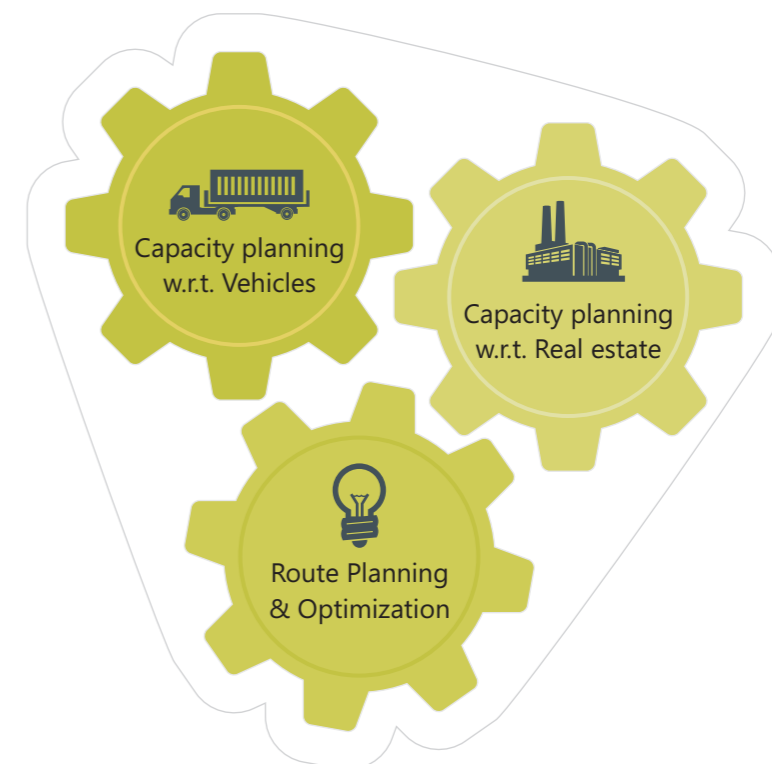 Capacity planning
w.r.t. Vehicles
Capacity planning
w.r.t. Real estate
Route Planning
& Optimization